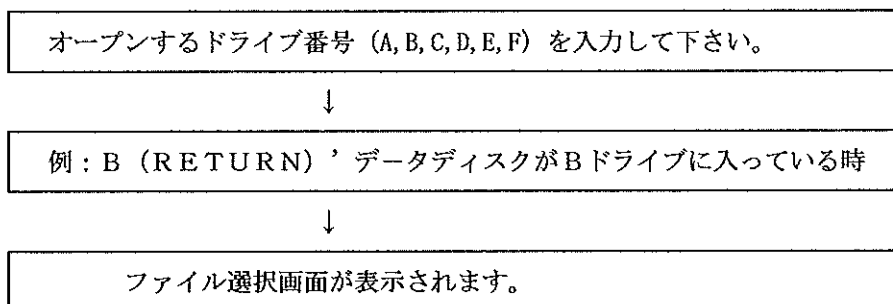 オープンするドライブ番号 (A,B,C,D,E,F) を入力して下さい。
↓
例:B (RETURN) ’ データディスクがBドライブに入っている時
↓
ファイル選択画面が表示されます。